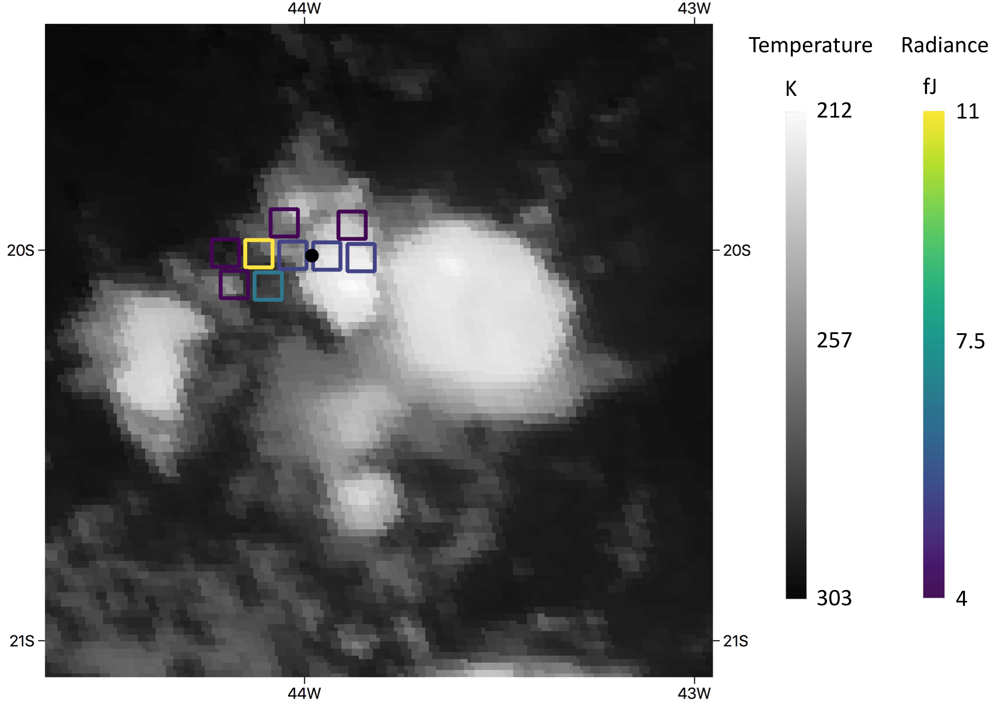 44W 43W
Temperature Radiance
K fJ
212 11
20S 20S
257 7.5
303 4
21S 21S
44W 43W